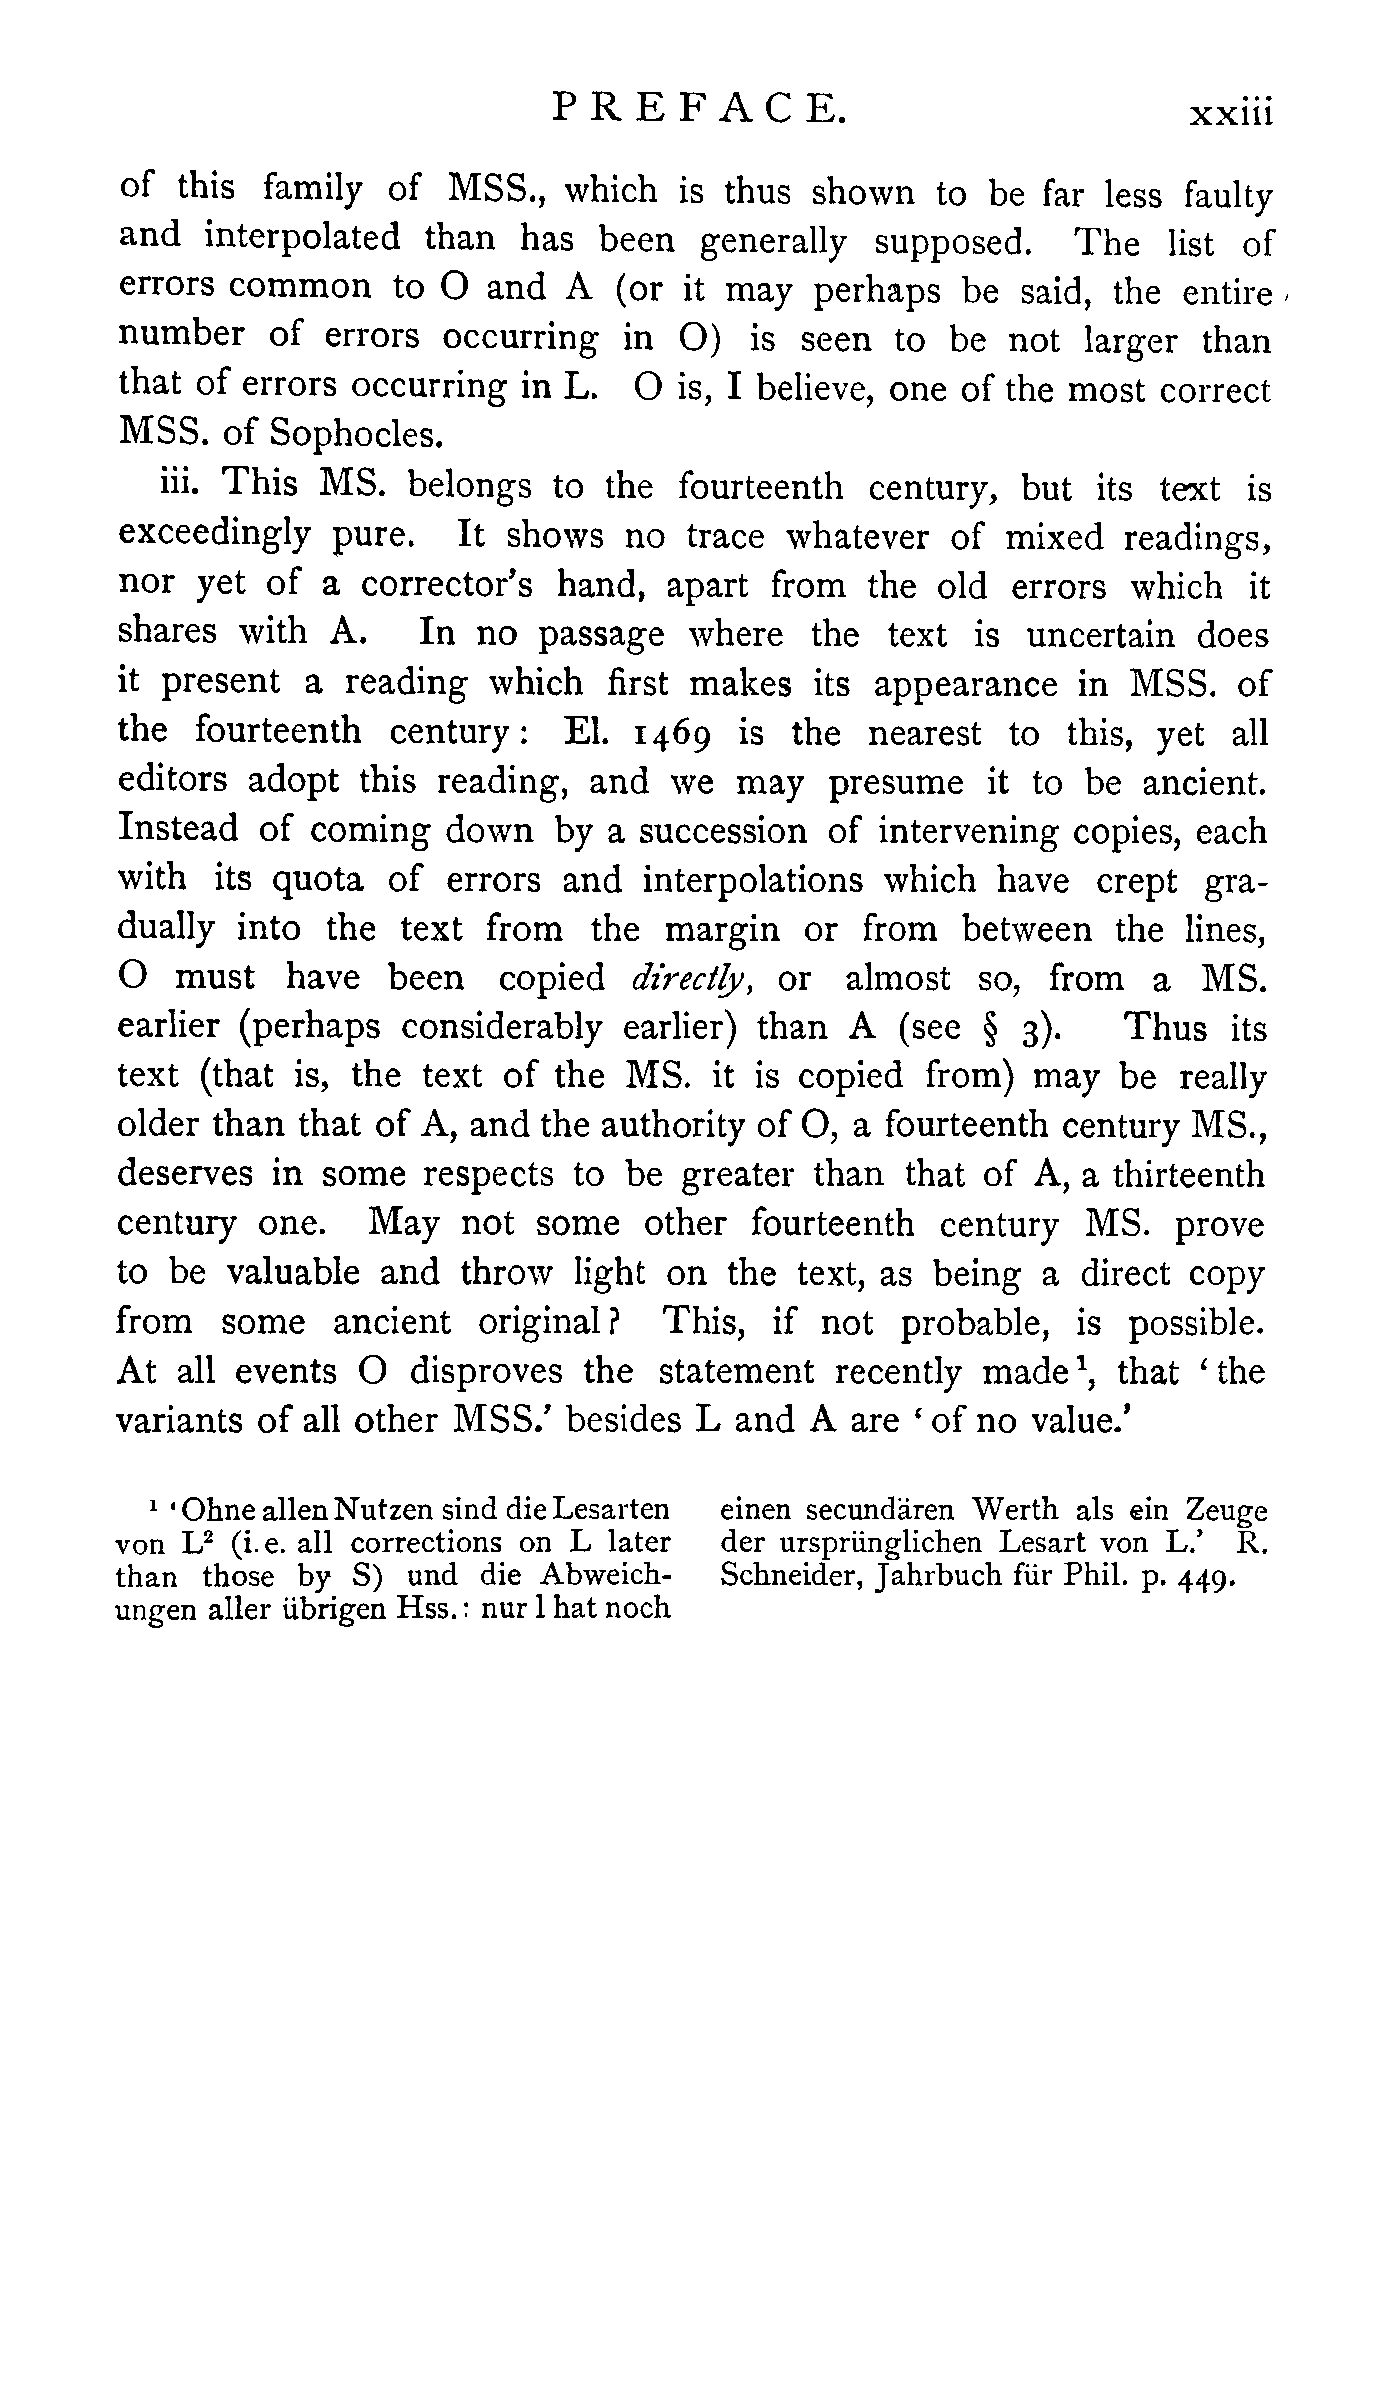 PREFACE. xxiii
of this family of MSS., which is thus shown to be far less faulty
and interpolated than has been generally supposed. The list of
errors common to O and A (or it may perhaps be said, the entire
number of errors occurring in O) is seen to be not larger than
that of errors occurring in L. O is, I believe, one of the most correct
MSS. of Sophocles.
iii. This MS. belongs to the fourteenth century, but its text is
exceedingly pure. It shows no trace whatever of mixed readings,
nor yet of a corrector's hand, apart from the old errors which it
shares with A. In no passage where the text is uncertain does
it present a reading which first makes its appearance in MSS. of
the fourteenth century: El. 1469 is the nearest to this, yet all
editors adopt this reading, and we may presume it to be ancient.
Instead of coming down by a succession of intervening copies, each
with its quota of errors and interpolations which have crept gra-
dually into the text from the margin or from between the lines,
O must have been copied directly, or almost so, from a MS.
earlier (perhaps considerably earlier) than A (see § 3). Thus its
text (that is, the text of the MS. it is copied from) may be really
older than that of A, and the authority of O, a fourteenth century MS.,
deserves in some respects to be greater than that of A, a thirteenth
century one. May not some other fourteenth century MS. prove
to be valuable and throw light on the text, as being a direct copy
from some ancient original? This, if not probable, is possible.
At all events O disproves the statement recently made¹, that ‘the
variants of all other MSS.’ besides L and A are ‘of no value.’
¹ ‘Ohne allen Nutzen sind die Lesarten
von L² (i.e. all corrections on L later
than those by S) und die Abweich-
ungen aller übrigen Hss.: nur l hat noch
einen secundären Werth als ein Zeuge
der ursprünglichen Lesart von L.’ R.
Schneider, Jahrbuch für Phil. p. 449.